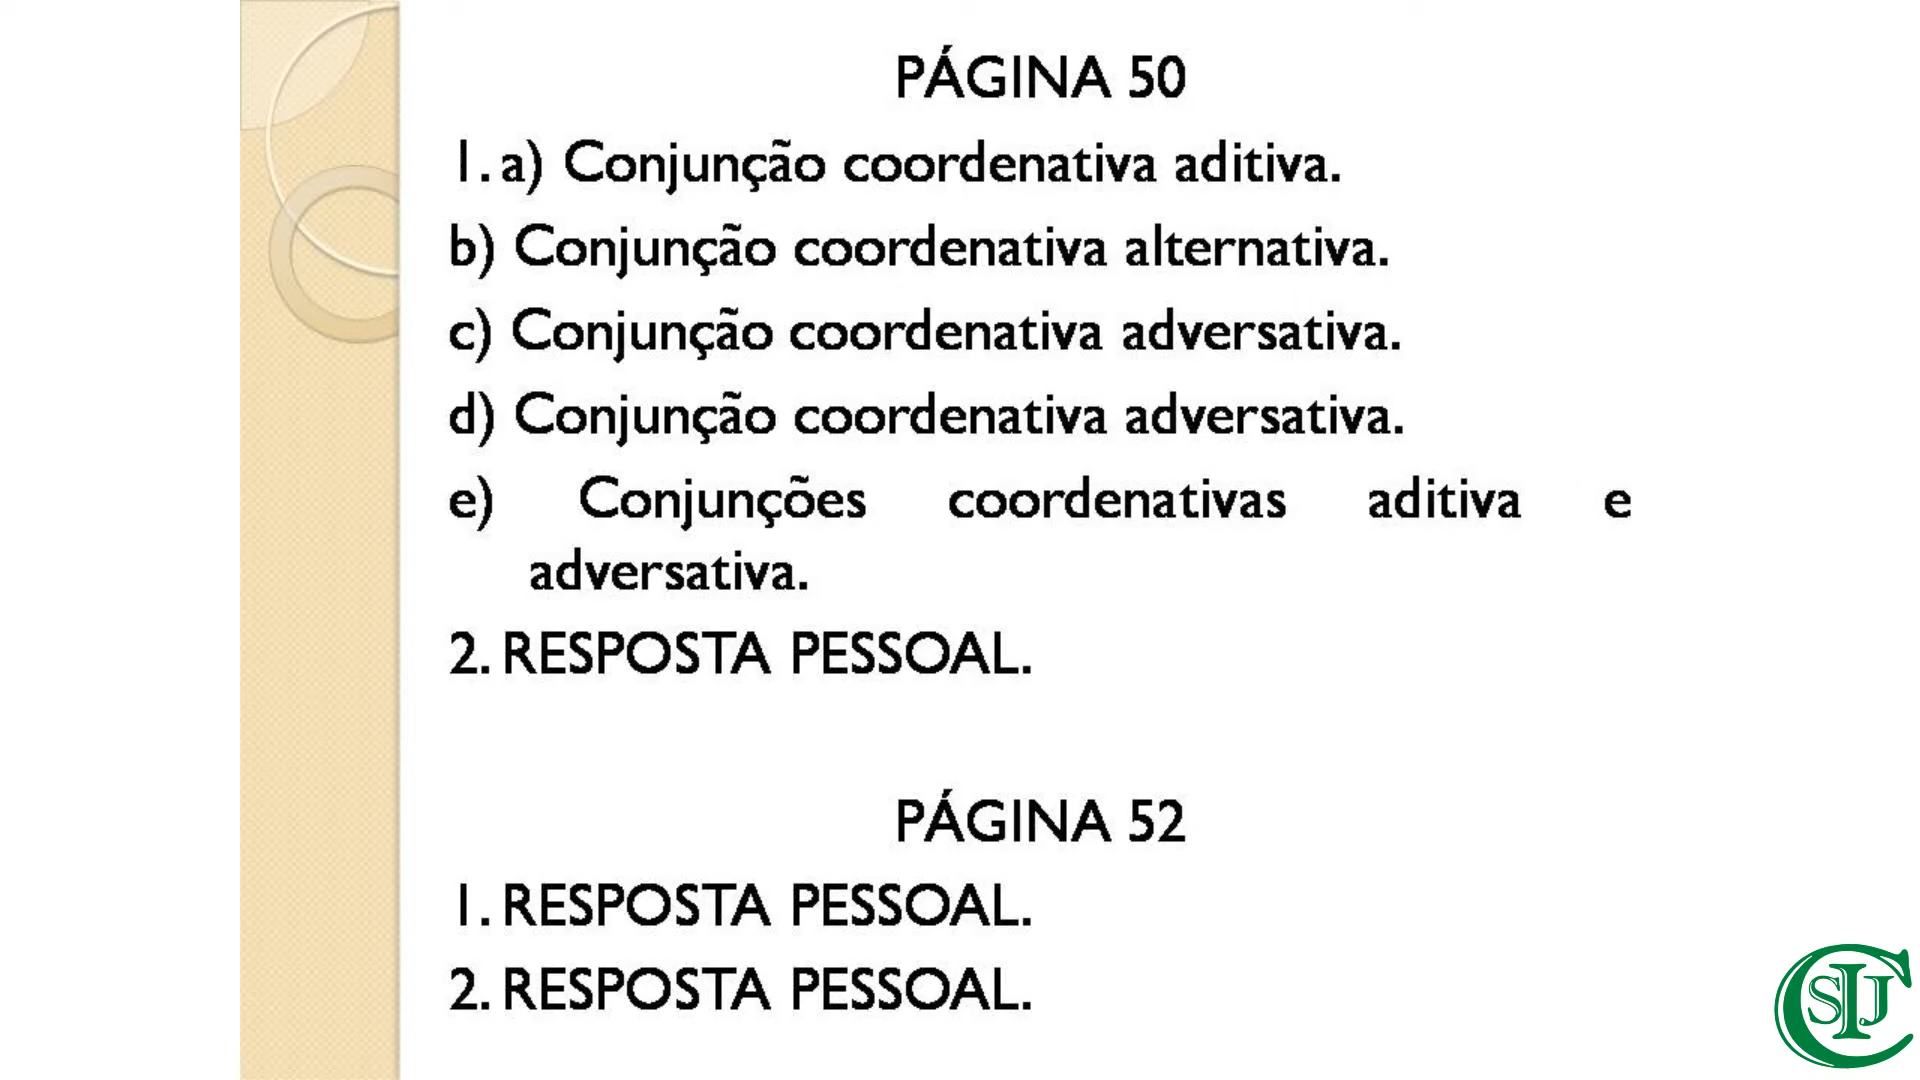 PÁGINA 50
1. a) Conjunção coordenativa aditiva.
b) Conjunção coordenativa alternativa.
c) Conjunção coordenativa adversativa.
d) Conjunção coordenativa adversativa.
e) Conjunções coordenativas aditiva e
adversativa.
2. RESPOSTA PESSOAL.
PÁGINA 52
1. RESPOSTA PESSOAL.
2. RESPOSTA PESSOAL.
CSIJ